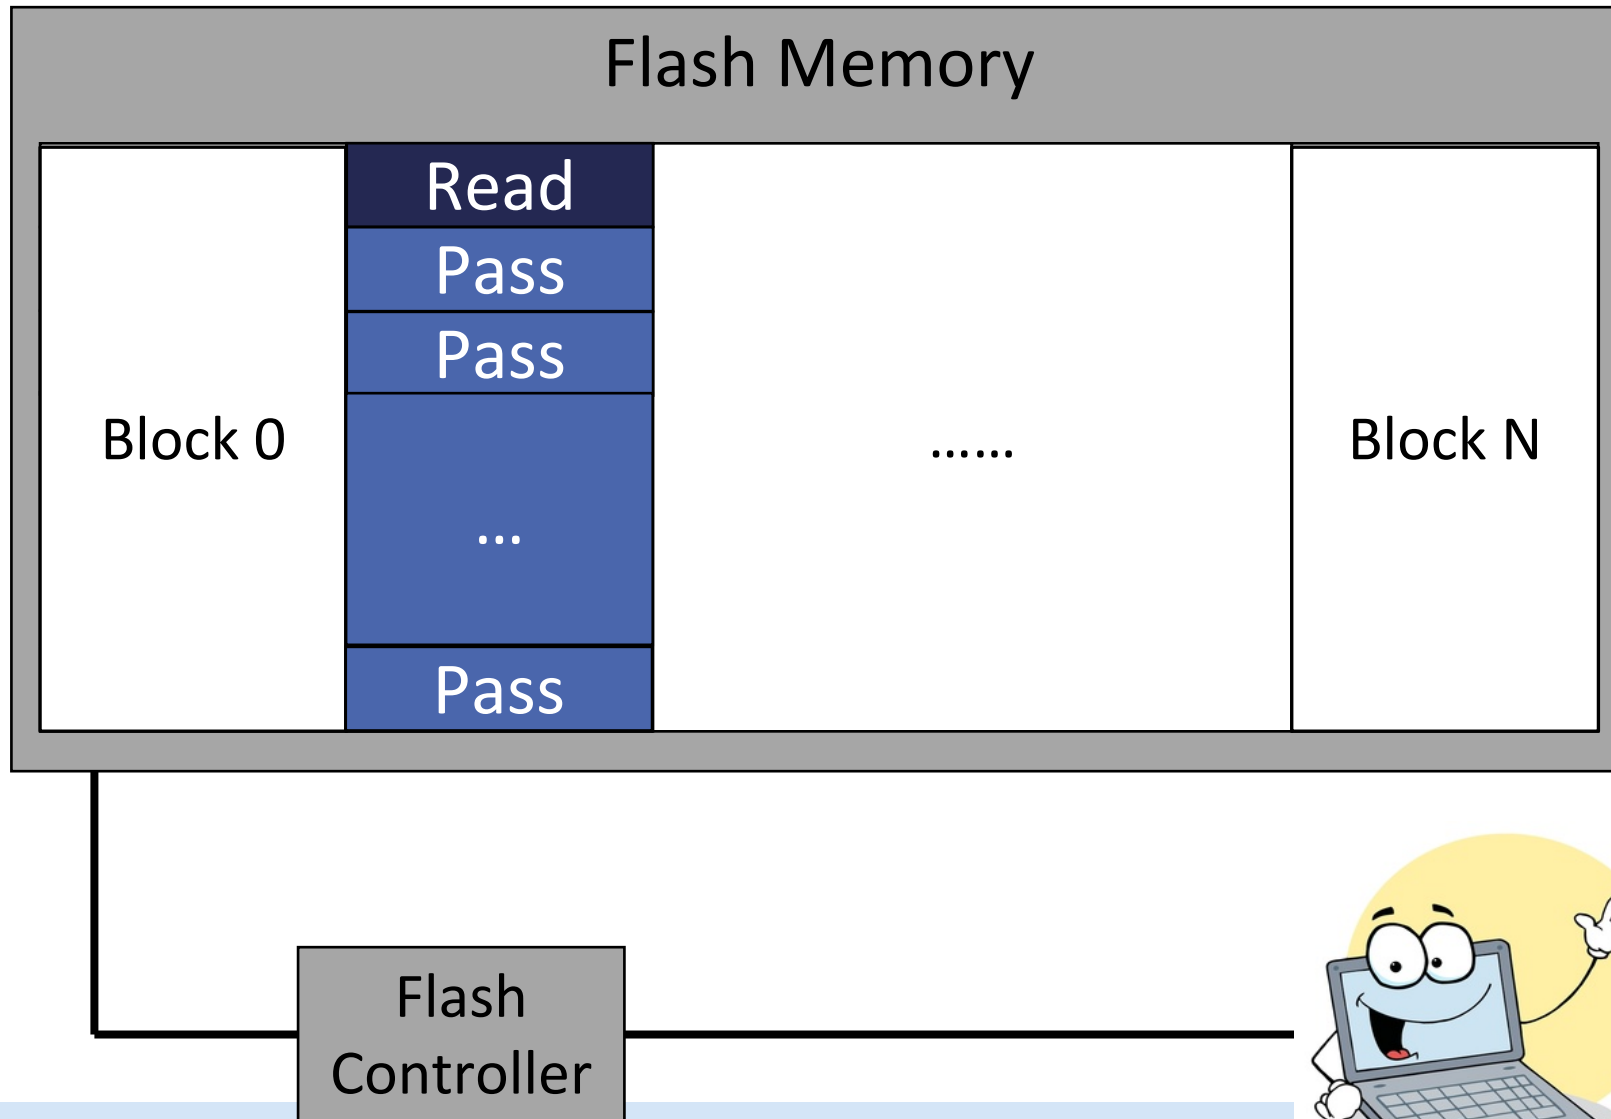 Flash Memory
Block 0
Read
Pass
Pass
...
Pass
......
Block N
Flash
Controller